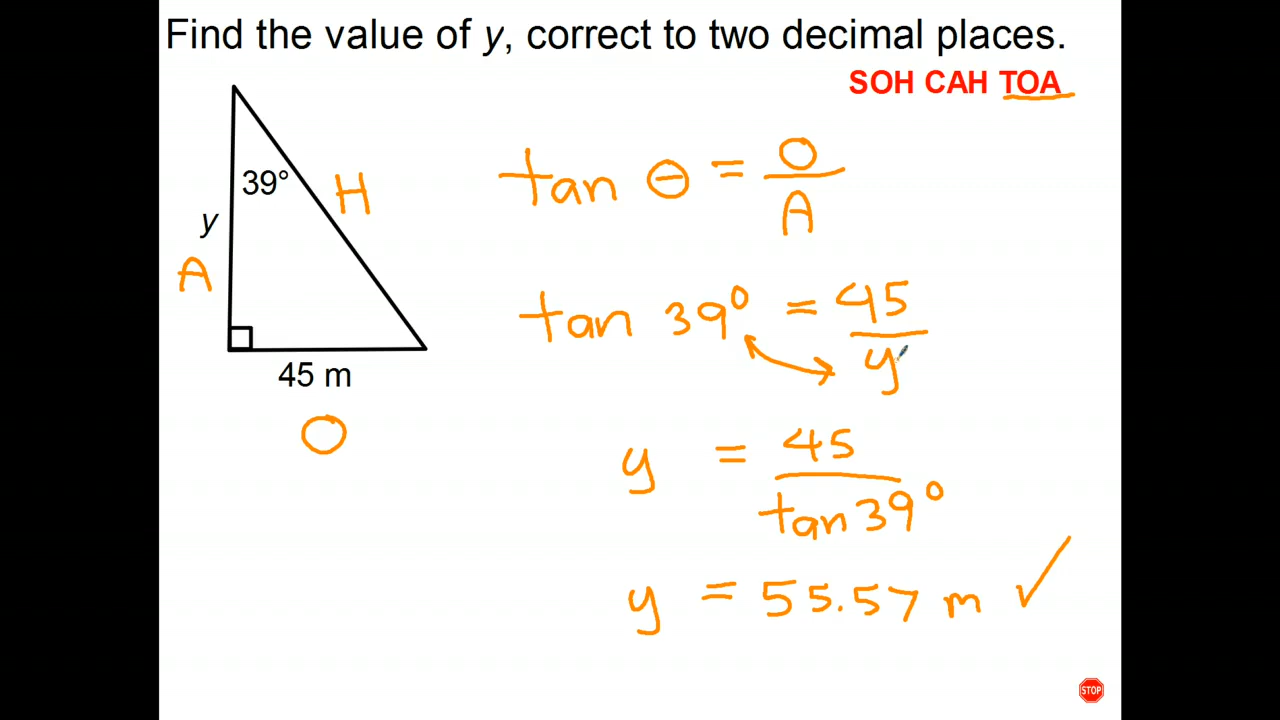 Find the value of y, correct to two decimal places.
SOH CAH TOA
39°
H
y
A
45 m
O
tan θ = O/A
tan 39° = 45/y
y = 45/tan 39°
y = 55.57 m ✓
STOP